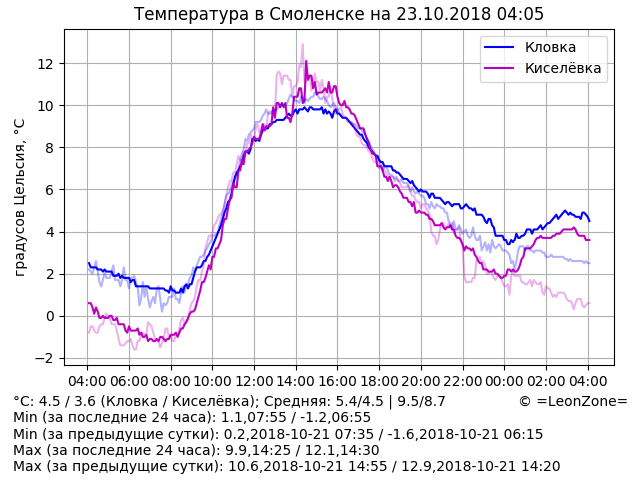 Температура в Смоленске на 23.10.2018 04:05
Кловка
Киселёвка
градусов Цельсия, °C
12
10
8
6
4
2
0
−2
04:00 06:00 08:00 10:00 12:00 14:00 16:00 18:00 20:00 22:00 00:00 02:00 04:00
°C: 4.5 / 3.6 (Кловка / Киселёвка); Средняя: 5.4/4.5 | 9.5/8.7 © =LeonZone=
Min (за последние 24 часа): 1.1,07:55 / -1.2,06:55
Min (за предыдущие сутки): 0.2,2018-10-21 07:35 / -1.6,2018-10-21 06:15
Max (за последние 24 часа): 9.9,14:25 / 12.1,14:30
Max (за предыдущие сутки): 10.6,2018-10-21 14:55 / 12.9,2018-10-21 14:20